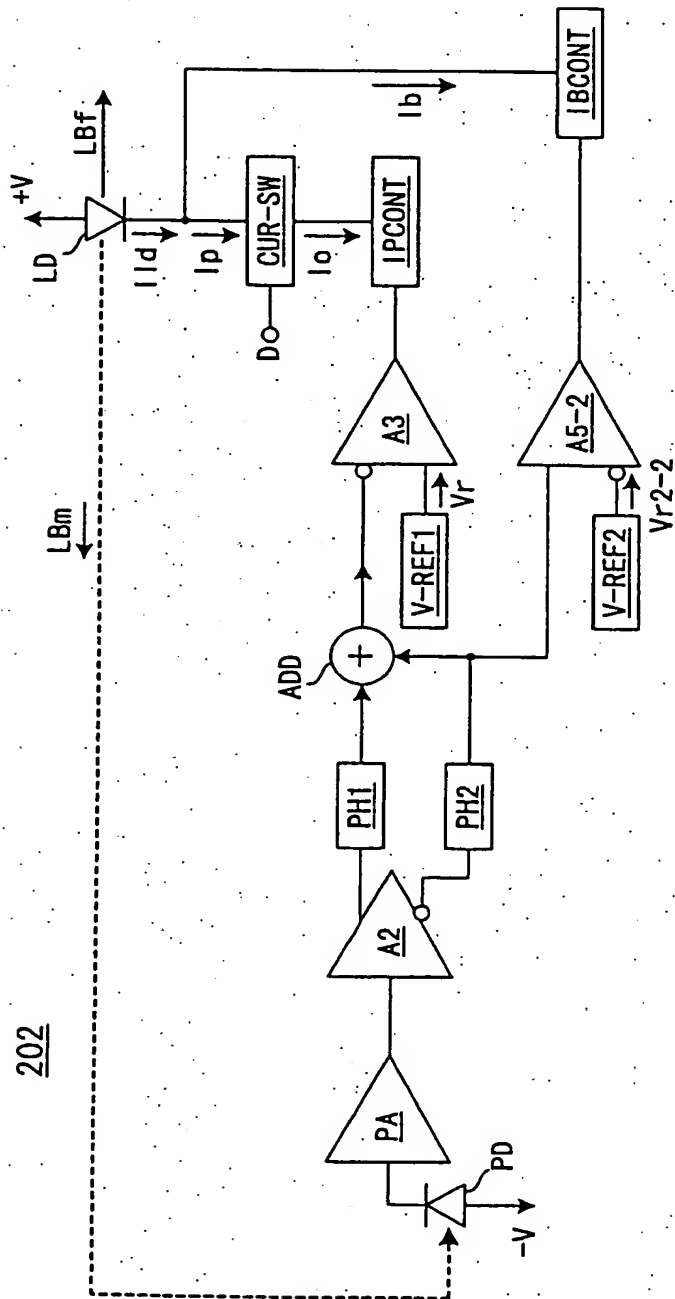 202
LBm
LD
+V
LBf
Ild
Ip
CUR-SW
Io
IPCONT
Ib
IBCONT
D
A3
V-REF1
Vr
ADD
+
PH1
PH2
A2
PA
PD
-V
A5-2
V-REF2
Vr2-2